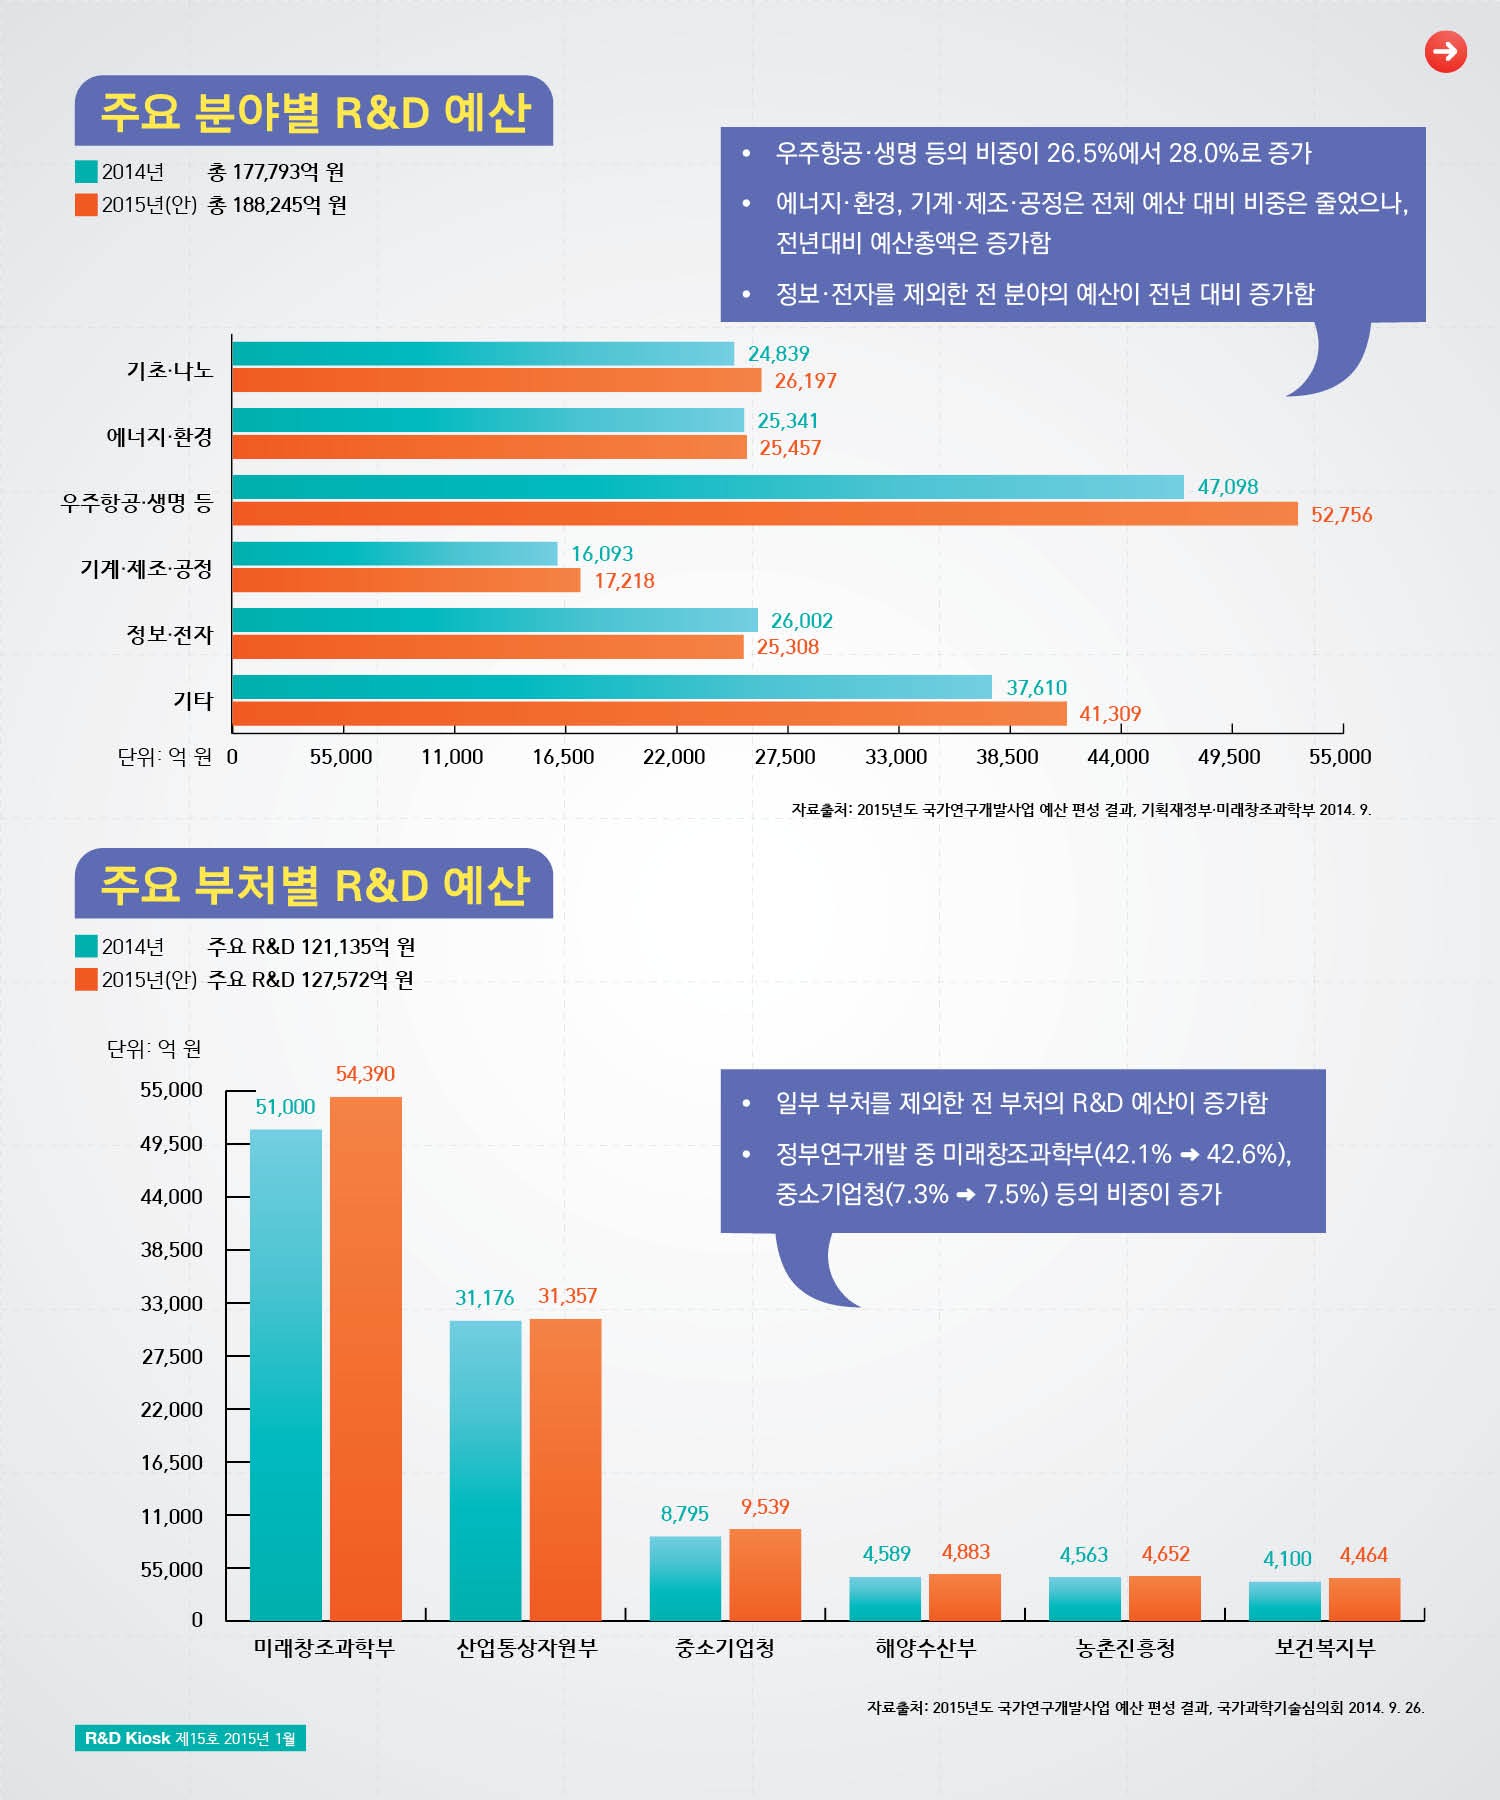 주요 분야별 R&D 예산
2014년 총 177,793억 원
2015년(안) 총 188,245억 원
• 우주항공·생명 등의 비중이 26.5%에서 28.0%로 증가
• 에너지·환경, 기계·제조·공정은 전체 예산 대비 비중은 줄었으나,
전년대비 예산총액은 증가함
• 정보·전자를 제외한 전 분야의 예산이 전년 대비 증가함
기초·나노
24,839
26,197
에너지·환경
25,341
25,457
우주항공·생명 등
47,098
52,756
기계·제조·공정
16,093
17,218
정보·전자
26,002
25,308
기타
37,610
41,309
단위: 억 원 0 55,000 11,000 16,500 22,000 27,500 33,000 38,500 44,000 49,500 55,000
자료출처: 2015년도 국가연구개발사업 예산 편성 결과, 기획재정부·미래창조과학부 2014. 9.
주요 부처별 R&D 예산
2014년 주요 R&D 121,135억 원
2015년(안) 주요 R&D 127,572억 원
• 일부 부처를 제외한 전 부처의 R&D 예산이 증가함
• 정부연구개발 중 미래창조과학부(42.1% ➜ 42.6%),
중소기업청(7.3% ➜ 7.5%) 등의 비중이 증가
단위: 억 원
55,000
49,500
44,000
38,500
33,000
27,500
22,000
16,500
11,000
55,000
0
51,000 54,390
31,176 31,357
8,795 9,539
4,589 4,883
4,563 4,652
4,100 4,464
미래창조과학부 산업통상자원부 중소기업청 해양수산부 농촌진흥청 보건복지부
자료출처: 2015년도 국가연구개발사업 예산 편성 결과, 국가과학기술심의회 2014. 9. 26.
R&D Kiosk 제15호 2015년 1월